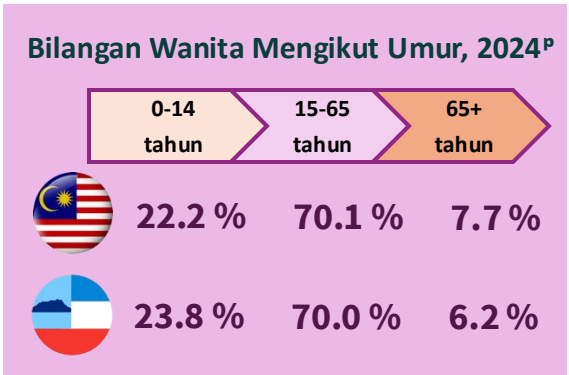 Bilangan Wanita Mengikut Umur, 2024ᵖ
0-14 15-65 65+
tahun tahun tahun
22.2 % 70.1 % 7.7 %
23.8 % 70.0 % 6.2 %